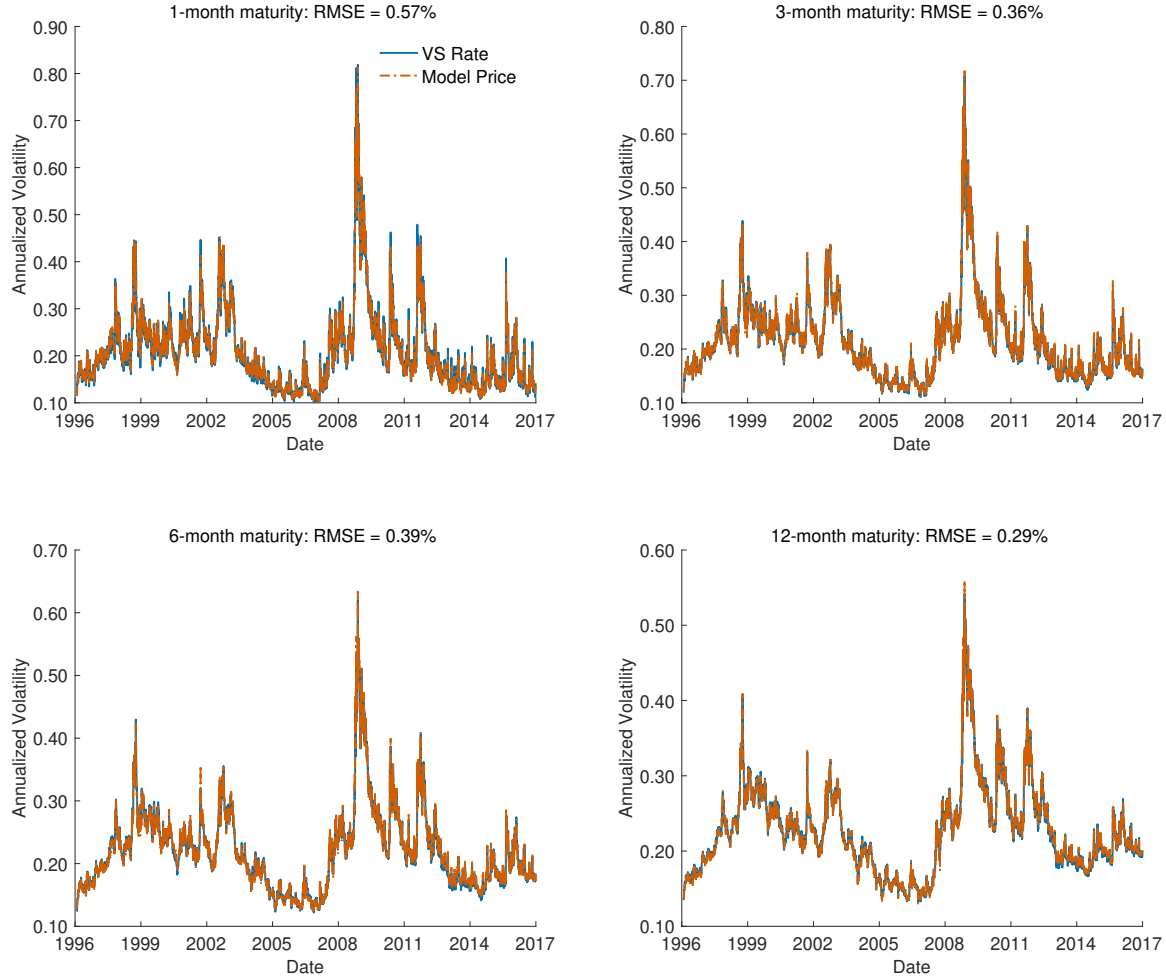 1-month maturity: RMSE = 0.57%
0.90
0.80
0.70
0.60
0.50
0.40
0.30
0.20
0.10
Annualized Volatility
VS Rate
Model Price
1996 1999 2002 2005 2008 2011 2014 2017
Date
3-month maturity: RMSE = 0.36%
0.80
0.70
0.60
0.50
0.40
0.30
0.20
0.10
Annualized Volatility
1996 1999 2002 2005 2008 2011 2014 2017
Date
6-month maturity: RMSE = 0.39%
0.70
0.60
0.50
0.40
0.30
0.20
0.10
Annualized Volatility
1996 1999 2002 2005 2008 2011 2014 2017
Date
12-month maturity: RMSE = 0.29%
0.60
0.50
0.40
0.30
0.20
0.10
Annualized Volatility
1996 1999 2002 2005 2008 2011 2014 2017
Date